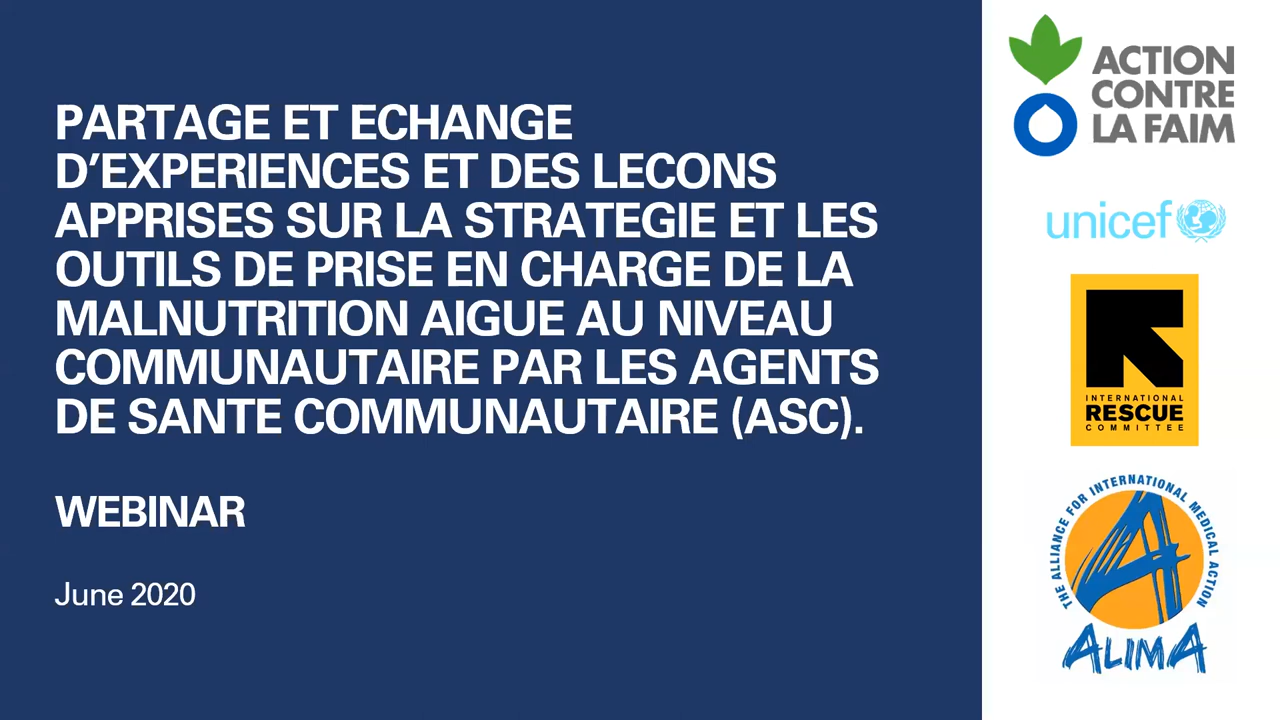 PARTAGE ET ECHANGE
D’EXPERIENCES ET DES LECONS
APPRISES SUR LA STRATEGIE ET LES
OUTILS DE PRISE EN CHARGE DE LA
MALNUTRITION AIGUE AU NIVEAU
COMMUNAUTAIRE PAR LES AGENTS
DE SANTE COMMUNAUTAIRE (ASC).
WEBINAR
June 2020
ACTION
CONTRE
LA FAIM
unicef
INTERNATIONAL
RESCUE
COMMITTEE
THE ALLIANCE FOR INTERNATIONAL MEDICAL ACTION
ALIMA